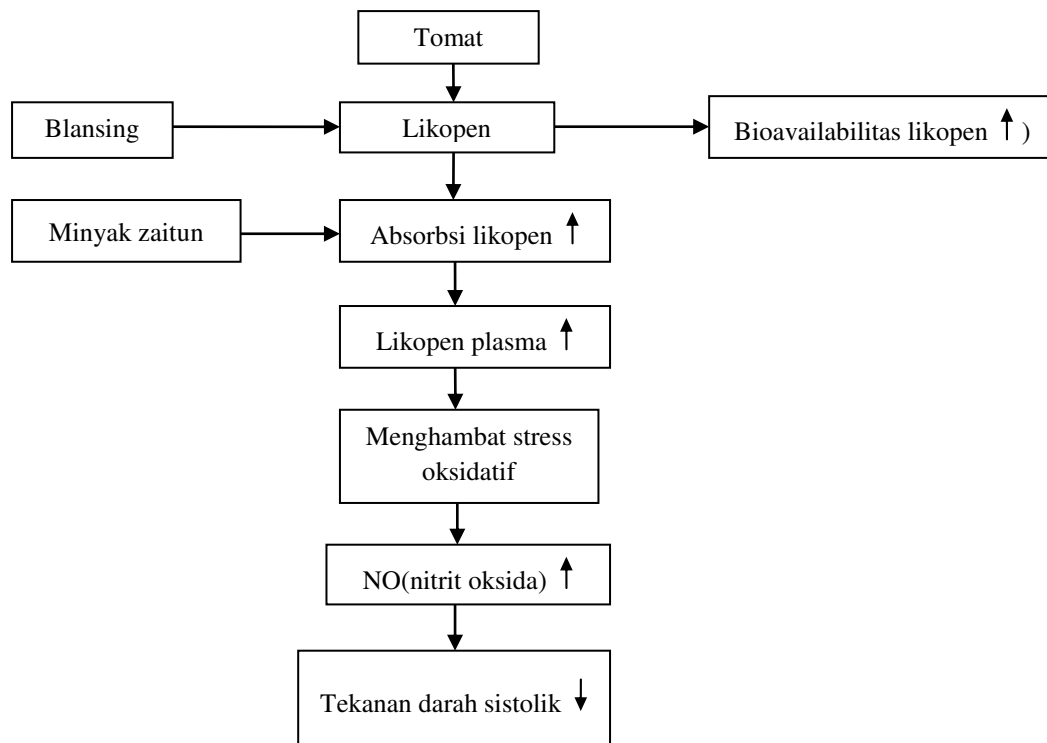 Tomat
Blansing
Likopen
Bioavailabilitas likopen ↑ )
Minyak zaitun
Absorbsi likopen ↑
Likopen plasma ↑
Menghambat stress
oksidatif
NO(nitrit oksida) ↑
Tekanan darah sistolik ↓